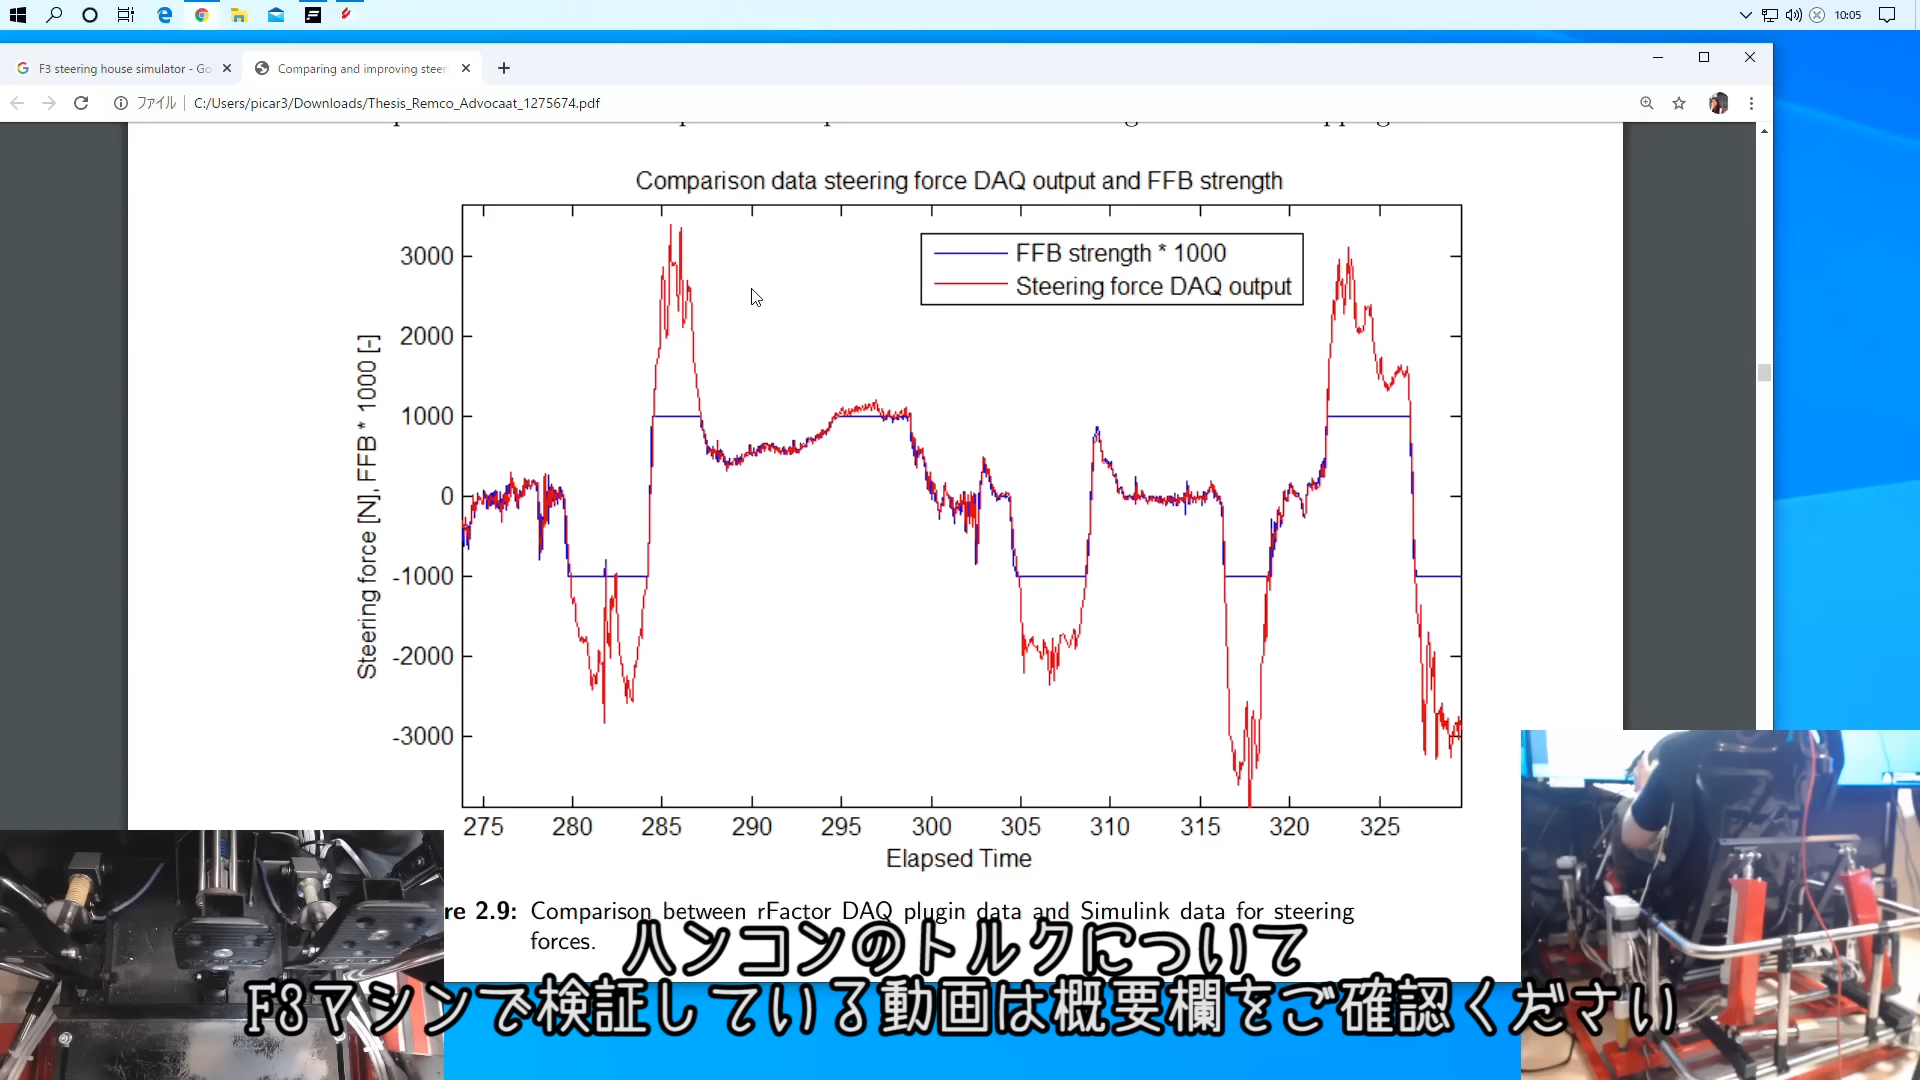 10:05
F3 steering house simulator - Go
Comparing and improving steer
ファイル
C:/Users/picar3/Downloads/Thesis_Remco_Advocaat_1275674.pdf
Comparison data steering force DAQ output and FFB strength
FFB strength * 1000
Steering force DAQ output
Steering force [N], FFB * 1000 [-]
3000
2000
1000
0
-1000
-2000
-3000
275 280 285 290 295 300 305 310 315 320 325
Elapsed Time
re 2.9: Comparison between rFactor DAQ plugin data and Simulink data for steering
forces.
ハンコンのトルクについて
F3マシンで検証している動画は概要欄をご確認ください